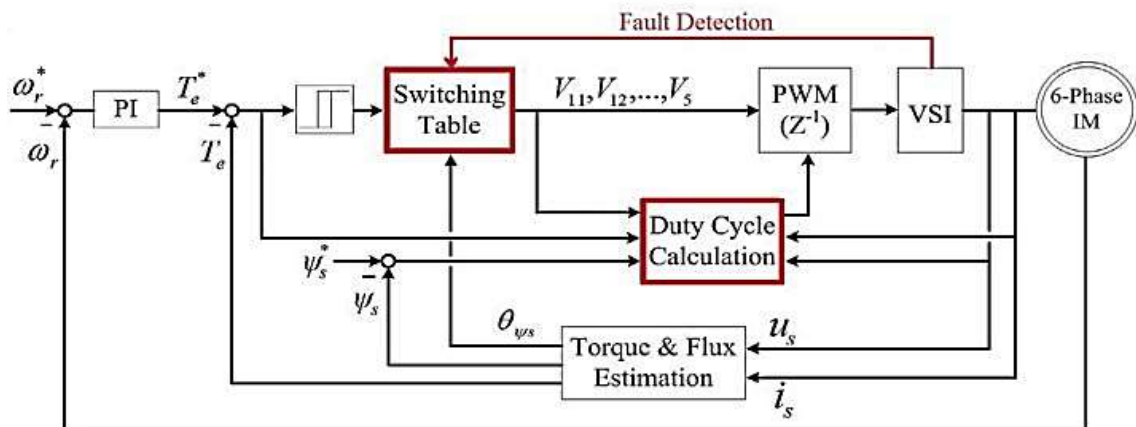 Fault Detection
ω_r^*
PI
T_e^*
Switching
Table
V_11, V_12, ..., V_5
PWM
(Z^-1)
VSI
6-Phase
IM
−
ω_r
−
T_e
Duty Cycle
Calculation
ψ_s^*
−
ψ_s
θ_ψs
Torque & Flux
Estimation
u_s
i_s